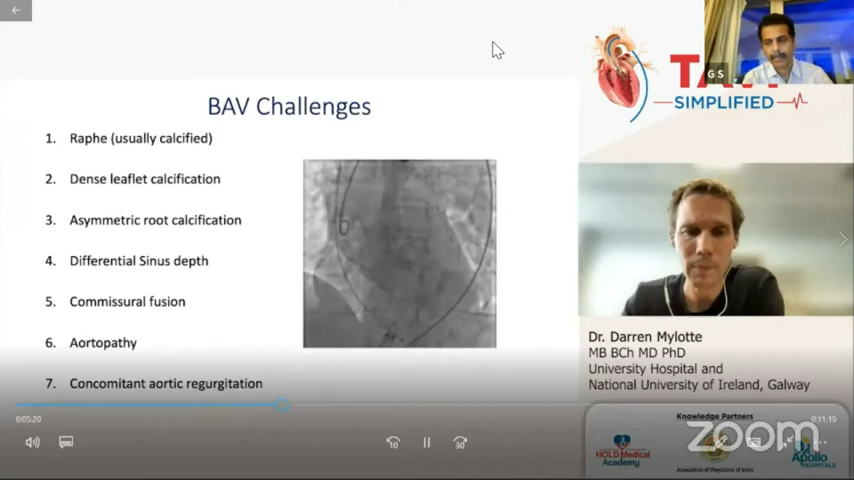 BAV Challenges
1. Raphe (usually calcified)
2. Dense leaflet calcification
3. Asymmetric root calcification
4. Differential Sinus depth
5. Commissural fusion
6. Aortopathy
7. Concomitant aortic regurgitation
G S
SIMPLIFIED
Dr. Darren Mylotte
MB BCh MD PhD
University Hospital and
National University of Ireland, Galway
0:05:20
0:11:15
10
30
Knowledge Partners
zoom
HOLD Medical
Academy
Association of Physicians of India
Apollo
HOSPITALS